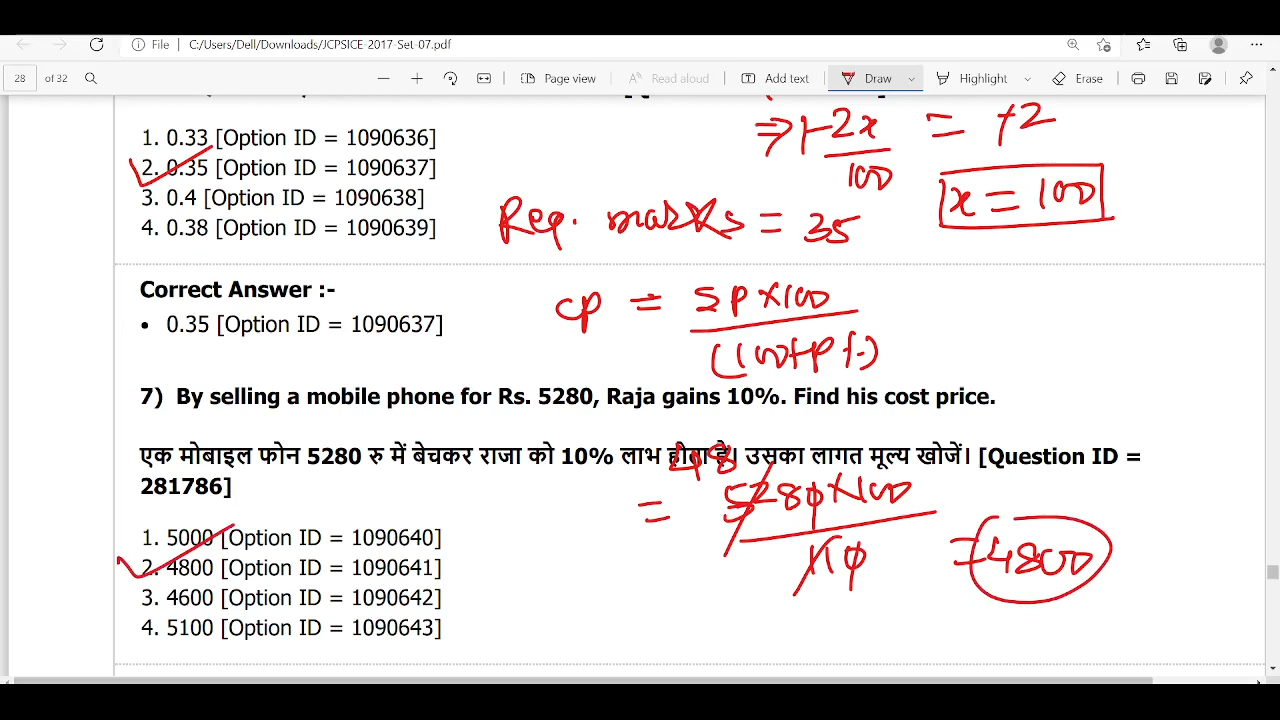 File C:/Users/Dell/Downloads/JCPSICE-2017-Set-07.pdf
28 of 32 Page view Read aloud Add text Draw Highlight Erase
⇒ +2x/100 = +2
1. 0.33 [Option ID = 1090636]
2. 0.35 [Option ID = 1090637]
3. 0.4 [Option ID = 1090638]
x = 100
4. 0.38 [Option ID = 1090639]
Req. marks = 35
Correct Answer :-
• 0.35 [Option ID = 1090637]
CP = SP×100/(100+P%)
7) By selling a mobile phone for Rs. 5280, Raja gains 10%. Find his cost price.
एक मोबाइल फोन 5280 रु में बेचकर राजा को 10% लाभ होता है। उसका लागत मूल्य खोजें। [Question ID =
281786]
48
= 5280×100/110 = 4800
1. 5000 [Option ID = 1090640]
2. 4800 [Option ID = 1090641]
3. 4600 [Option ID = 1090642]
4. 5100 [Option ID = 1090643]